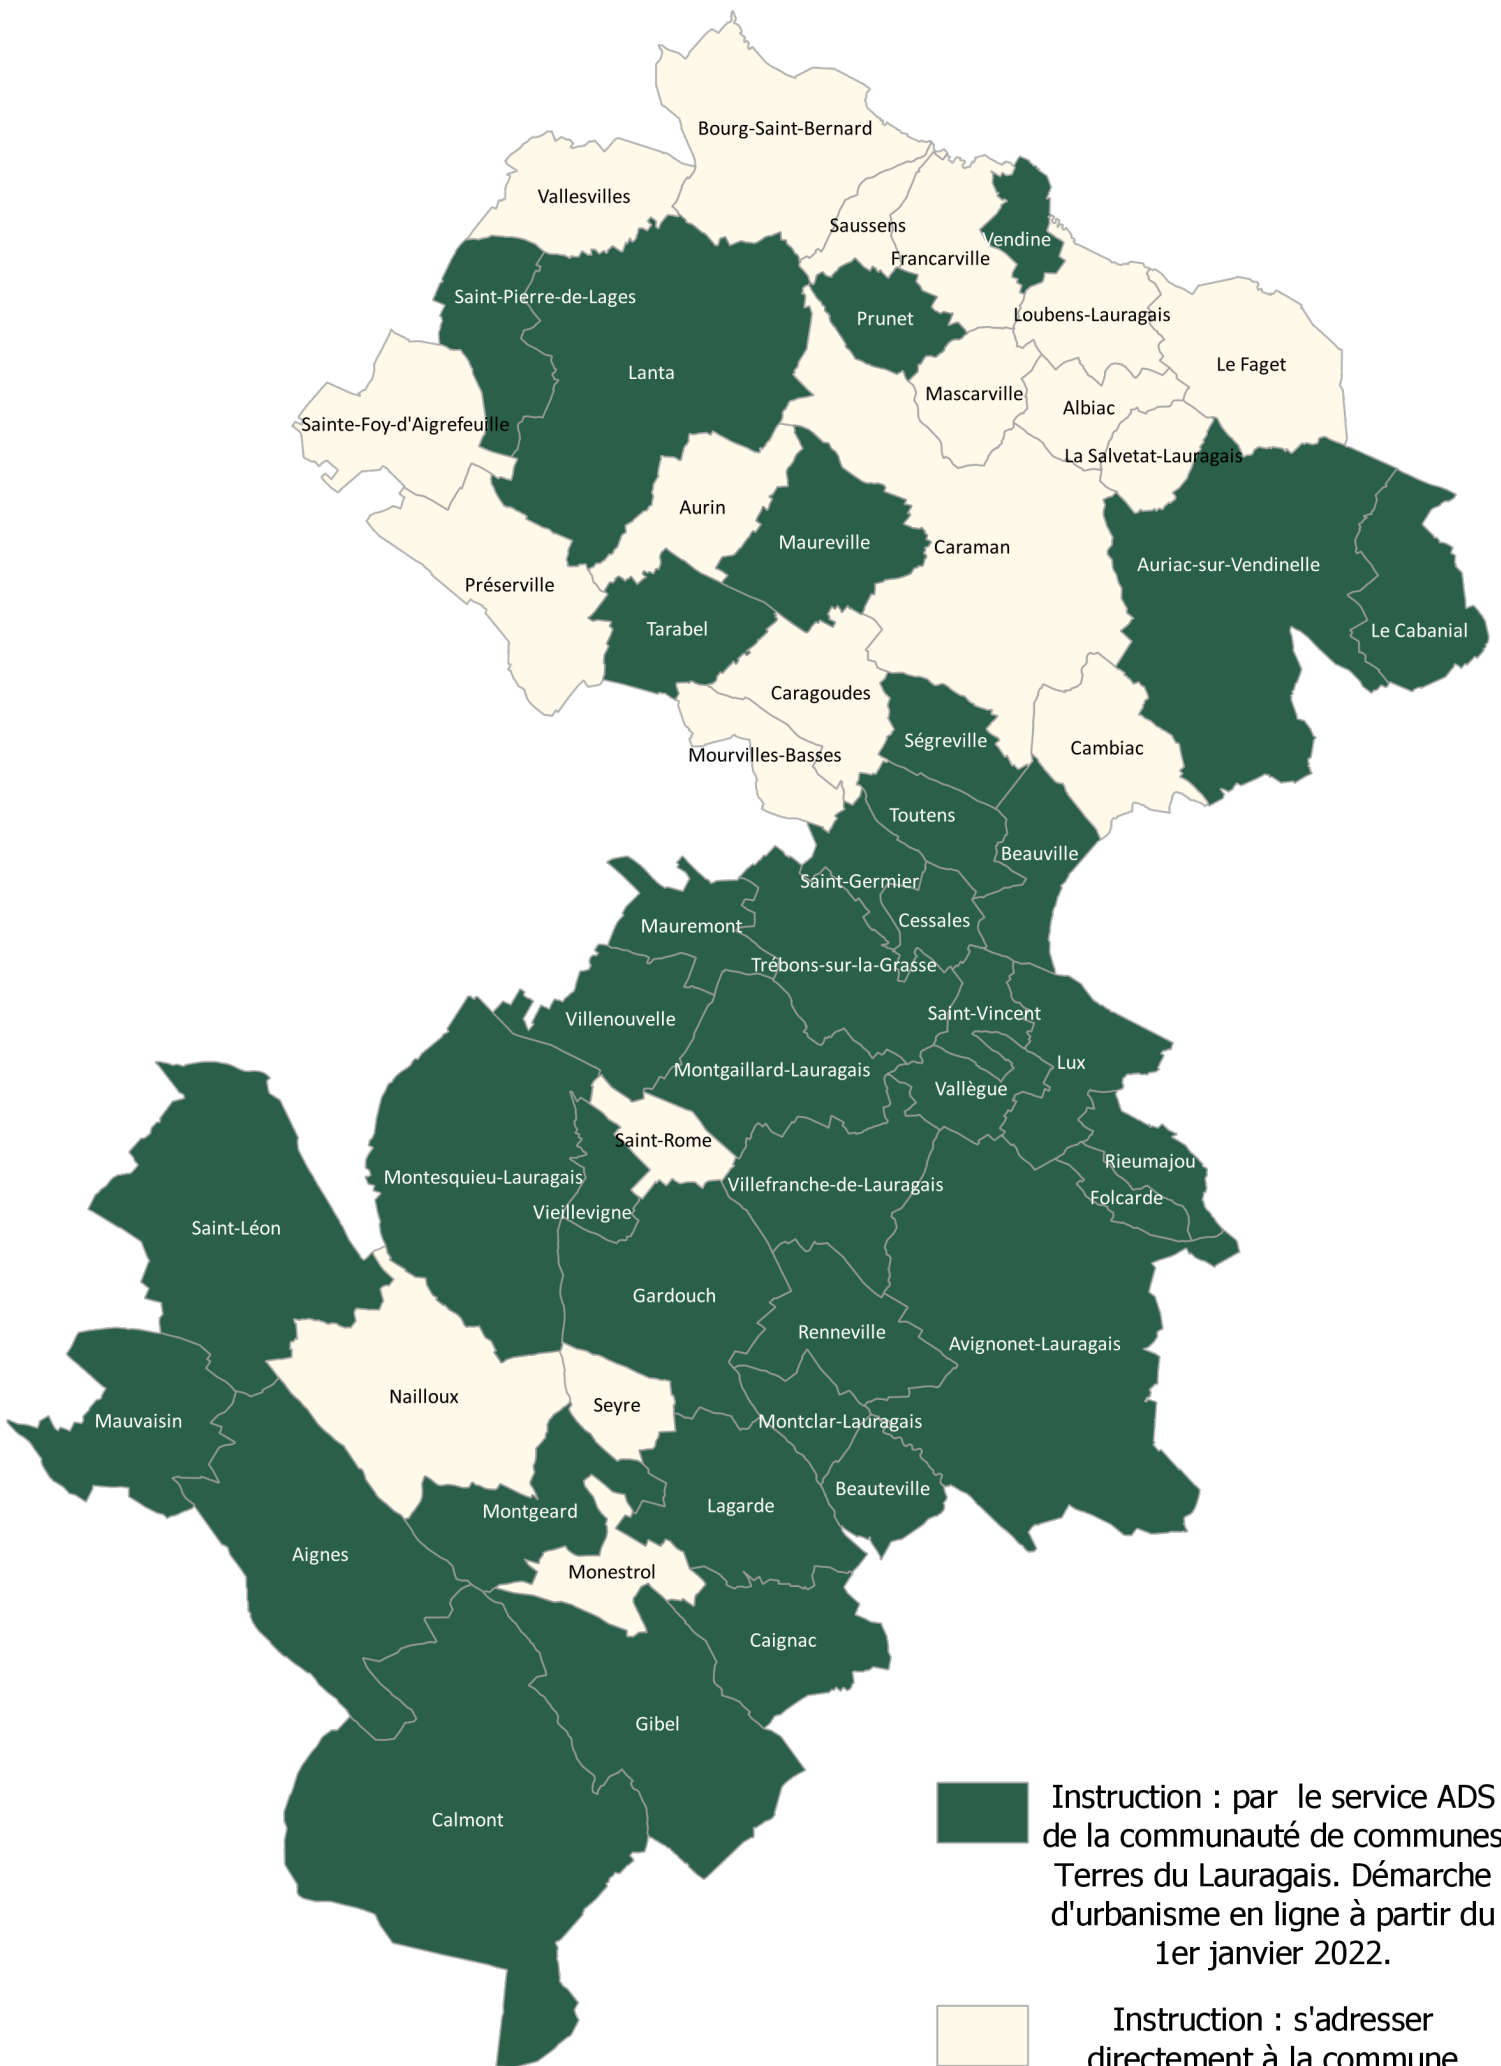 Bourg-Saint-Bernard
Vallesvilles
Saussens
Vendine
Francarville
Saint-Pierre-de-Lages
Loubens-Lauragais
Prunet
Le Faget
Lanta
Mascarville
Albiac
Sainte-Foy-d'Aigrefeuille
La Salvetat-Lauragais
Aurin
Maureville
Caraman
Auriac-sur-Vendinelle
Préserville
Tarabel
Le Cabanial
Caragoudes
Ségreville
Cambiac
Mourvilles-Basses
Toutens
Beauville
Saint-Germier
Cessales
Mauremont
Trébons-sur-la-Grasse
Saint-Vincent
Villenouvelle
Lux
Montgaillard-Lauragais
Vallègue
Saint-Rome
Rieumajou
Montesquieu-Lauragais
Villefranche-de-Lauragais
Folcarde
Vieillevigne
Saint-Léon
Gardouch
Renneville
Avignonet-Lauragais
Nailloux
Seyre
Mauvaisin
Montclar-Lauragais
Beauteville
Lagarde
Montgeard
Aignes
Monestrol
Caignac
Gibel
Calmont
Instruction : par le service ADS
de la communauté de communes
Terres du Lauragais. Démarche
d'urbanisme en ligne à partir du
1er janvier 2022.
Instruction : s'adresser
directement à la commune